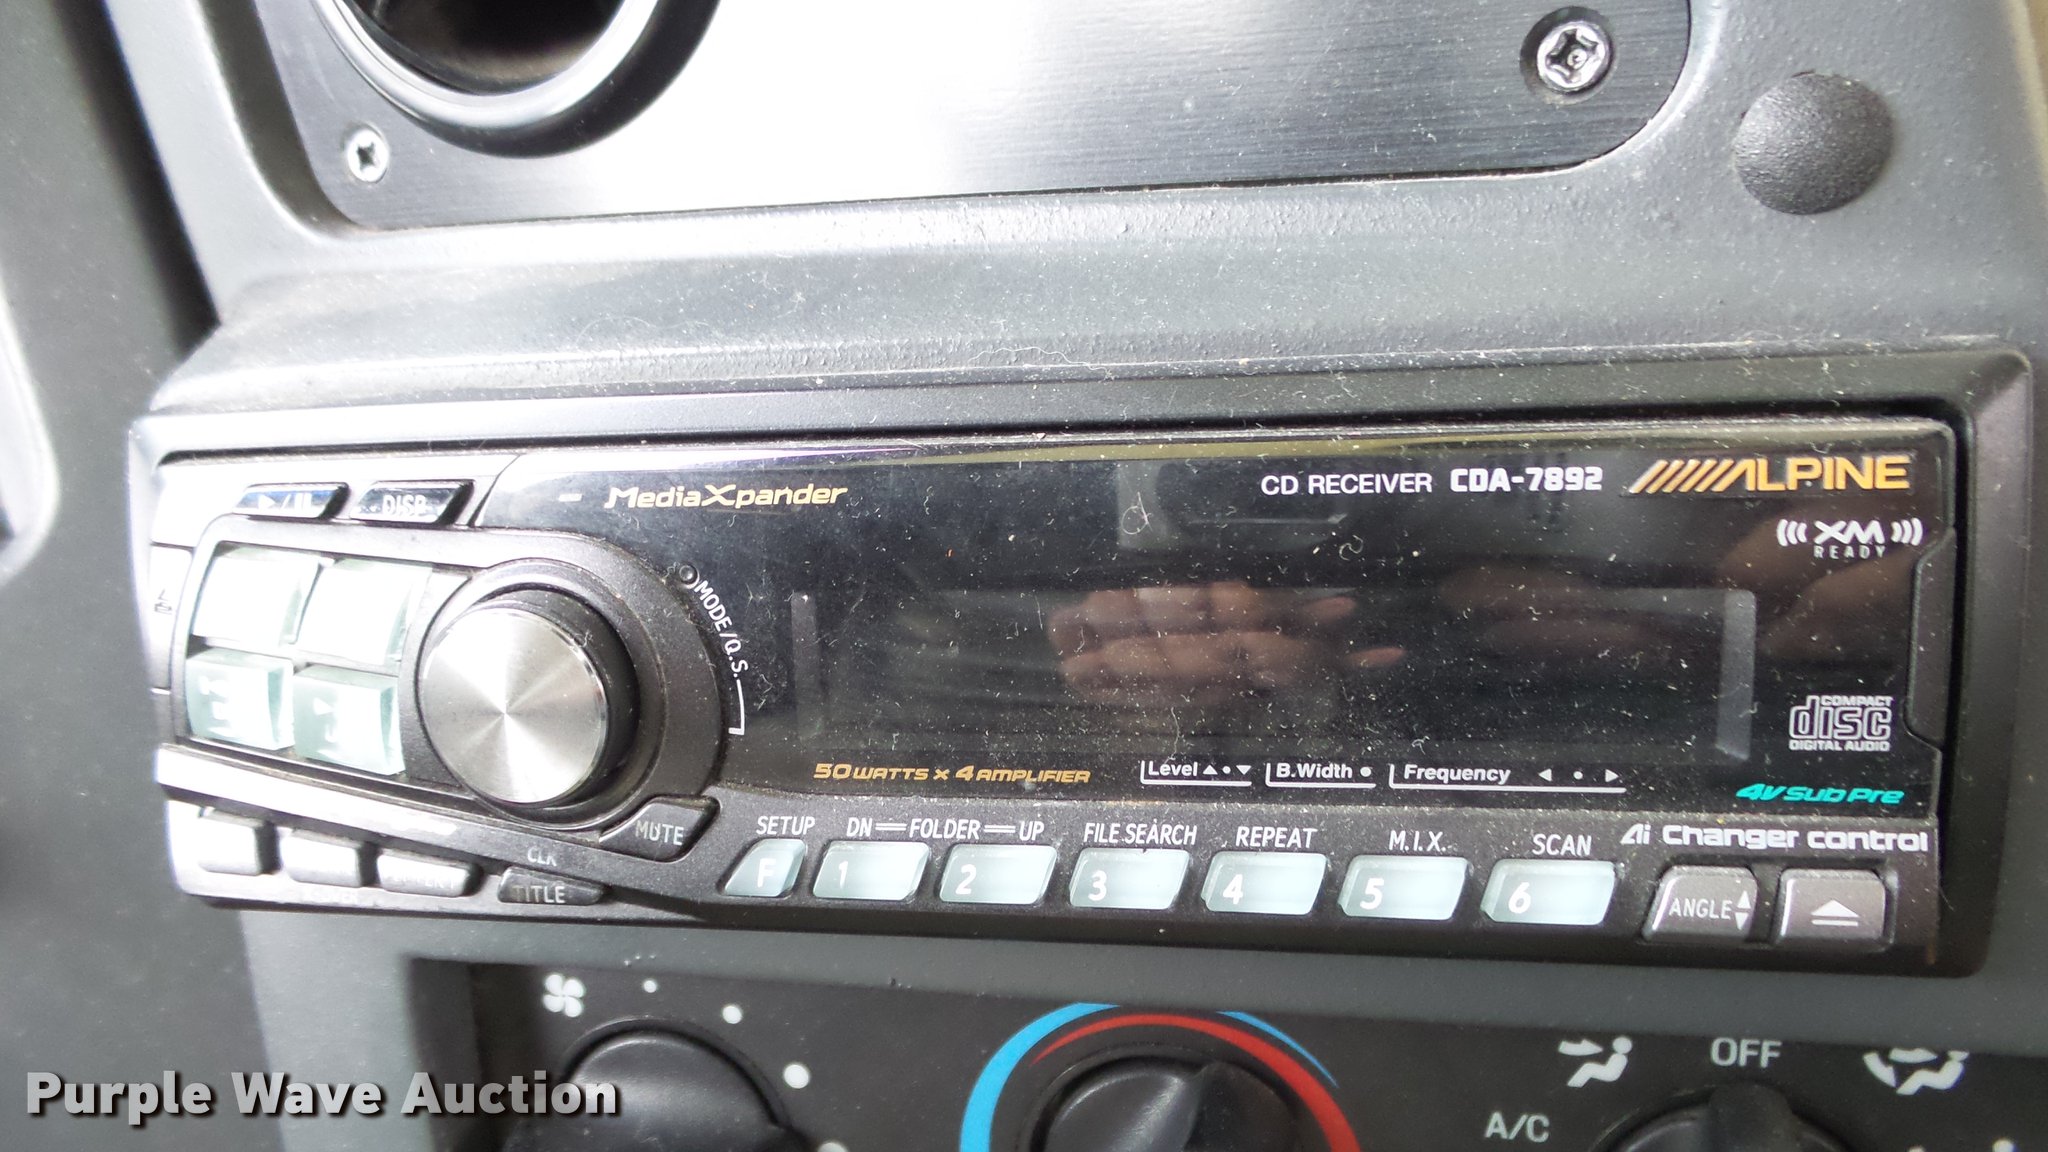 DISP.
MediaXpander
CD RECEIVER CDA-7892 ALPINE
XM
READY
MODE/Q.S.
COMPACT
disc
DIGITAL AUDIO
50WATTS x 4 AMPLIFIER
Level ▲•▼ B.Width • Frequency ◄ • ►
4V Sub Pre
MUTE
SETUP DN FOLDER UP FILE SEARCH REPEAT M.I.X. SCAN Ai Changer control
CLK
TITLE
F 1 2 3 4 5 6 ANGLE
OFF
A/C
Purple Wave Auction